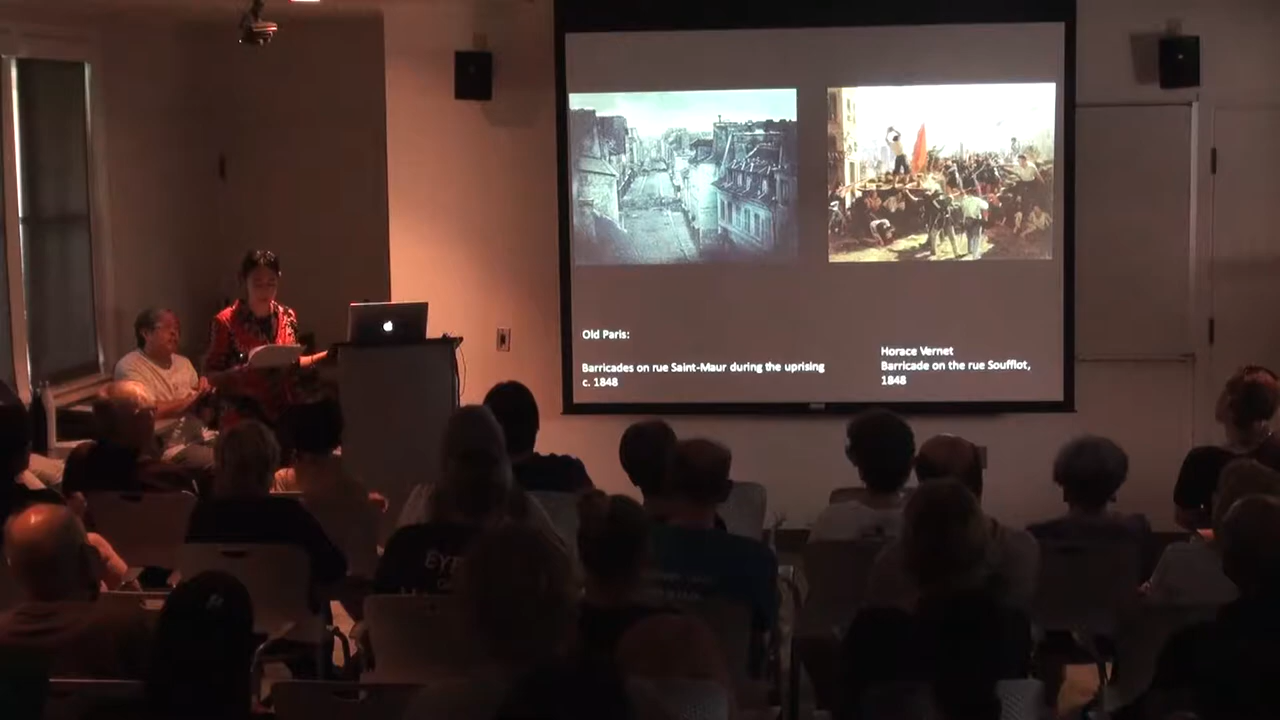 Old Paris:
Barricades on rue Saint-Maur during the uprising
c. 1848
Horace Vernet
Barricade on the rue Soufflot,
1848
EYE